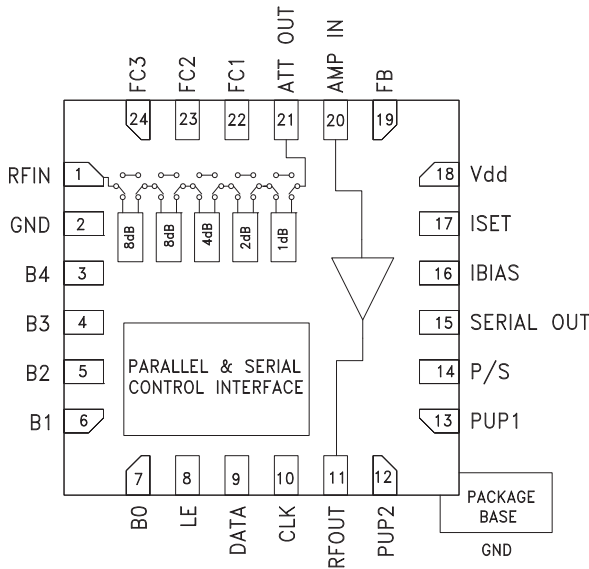 FC3
FC2
FC1
ATT OUT
AMP IN
FB
24
23
22
21
20
19
RFIN
1
GND
2
B4
3
B3
4
B2
5
B1
6
8dB
8dB
4dB
2dB
1dB
18
Vdd
17
ISET
16
IBIAS
15
SERIAL OUT
14
P/S
13
PUP1
PARALLEL & SERIAL
CONTROL INTERFACE
7
8
9
10
11
12
B0
LE
DATA
CLK
RFOUT
PUP2
PACKAGE
BASE
GND